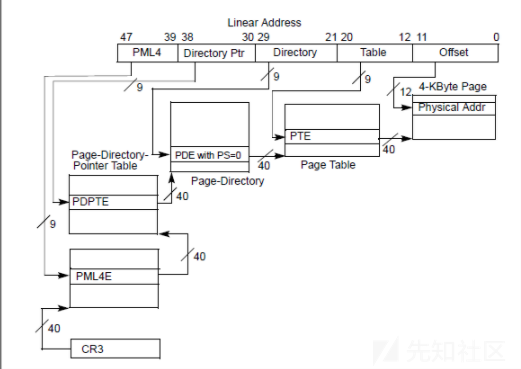 Linear Address
47 39 38 30 29 21 20 12 11 0
PML4 Directory Ptr Directory Table Offset
9 9 9 12 4-KByte Page
Physical Addr
PTE
PDE with PS=0 40 40
Page-Directory-
Pointer Table
Page Table
Page-Directory
40
PDPTE
9
40
PML4E
40
CR3
先知社区